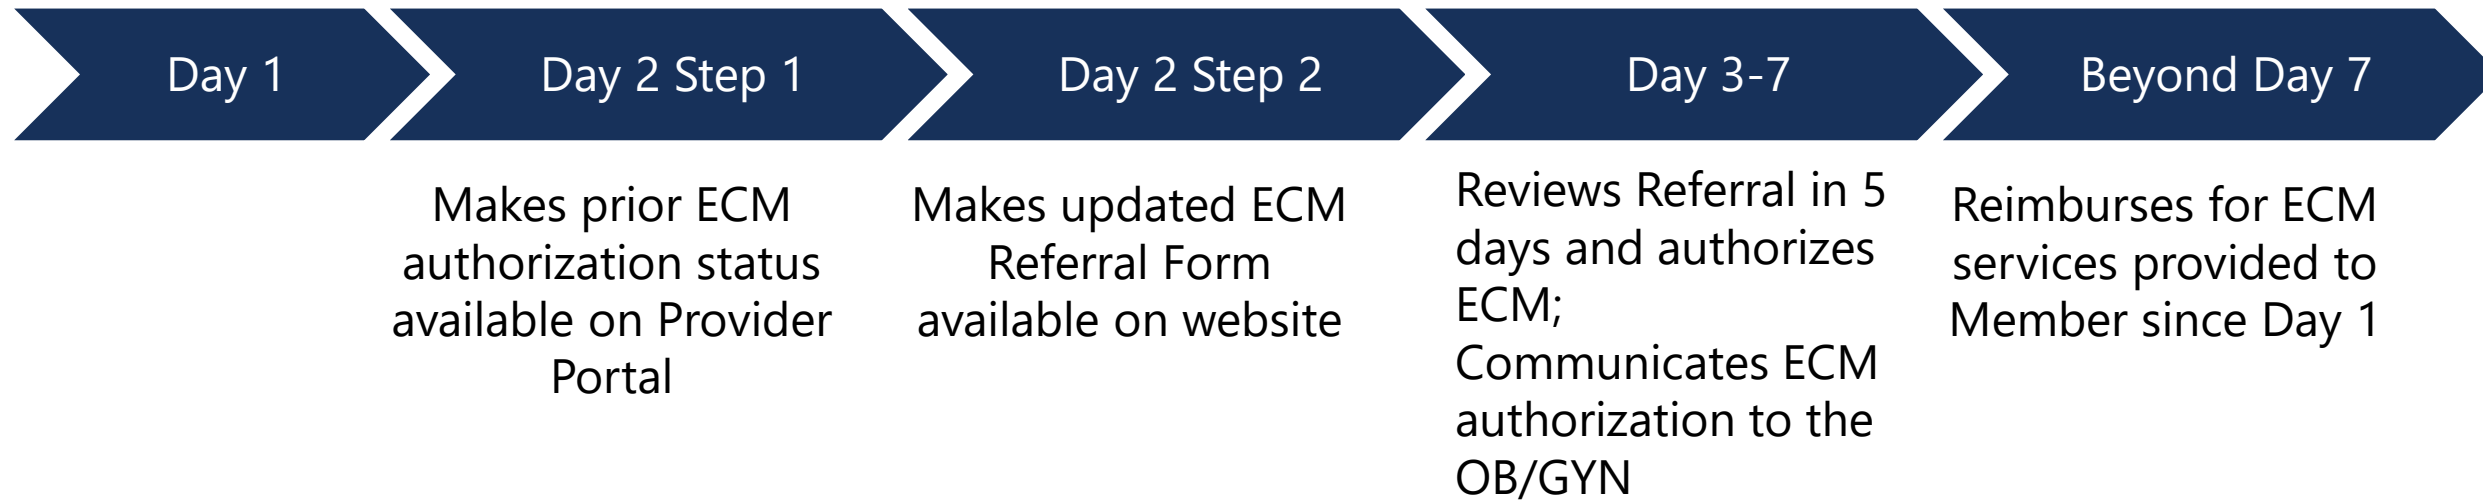 Day 1
Day 2 Step 1
Day 2 Step 2
Day 3-7
Beyond Day 7
Makes prior ECM
authorization status
available on Provider
Portal
Makes updated ECM
Referral Form
available on website
Reviews Referral in 5
days and authorizes
ECM;
Communicates ECM
authorization to the
OB/GYN
Reimburses for ECM
services provided to
Member since Day 1